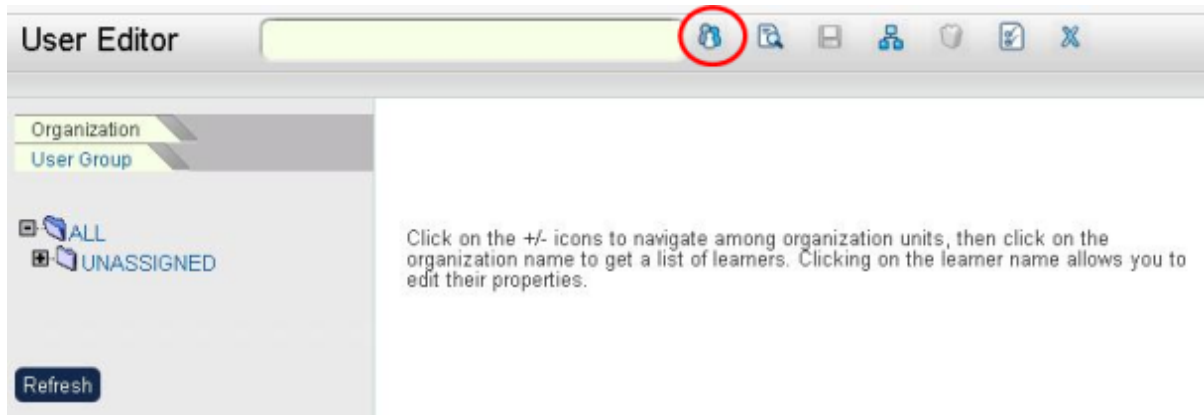 User Editor
Organization
User Group
ALL
UNASSIGNED
Click on the +/- icons to navigate among organization units, then click on the
organization name to get a list of learners. Clicking on the learner name allows you to
edit their properties.
Refresh